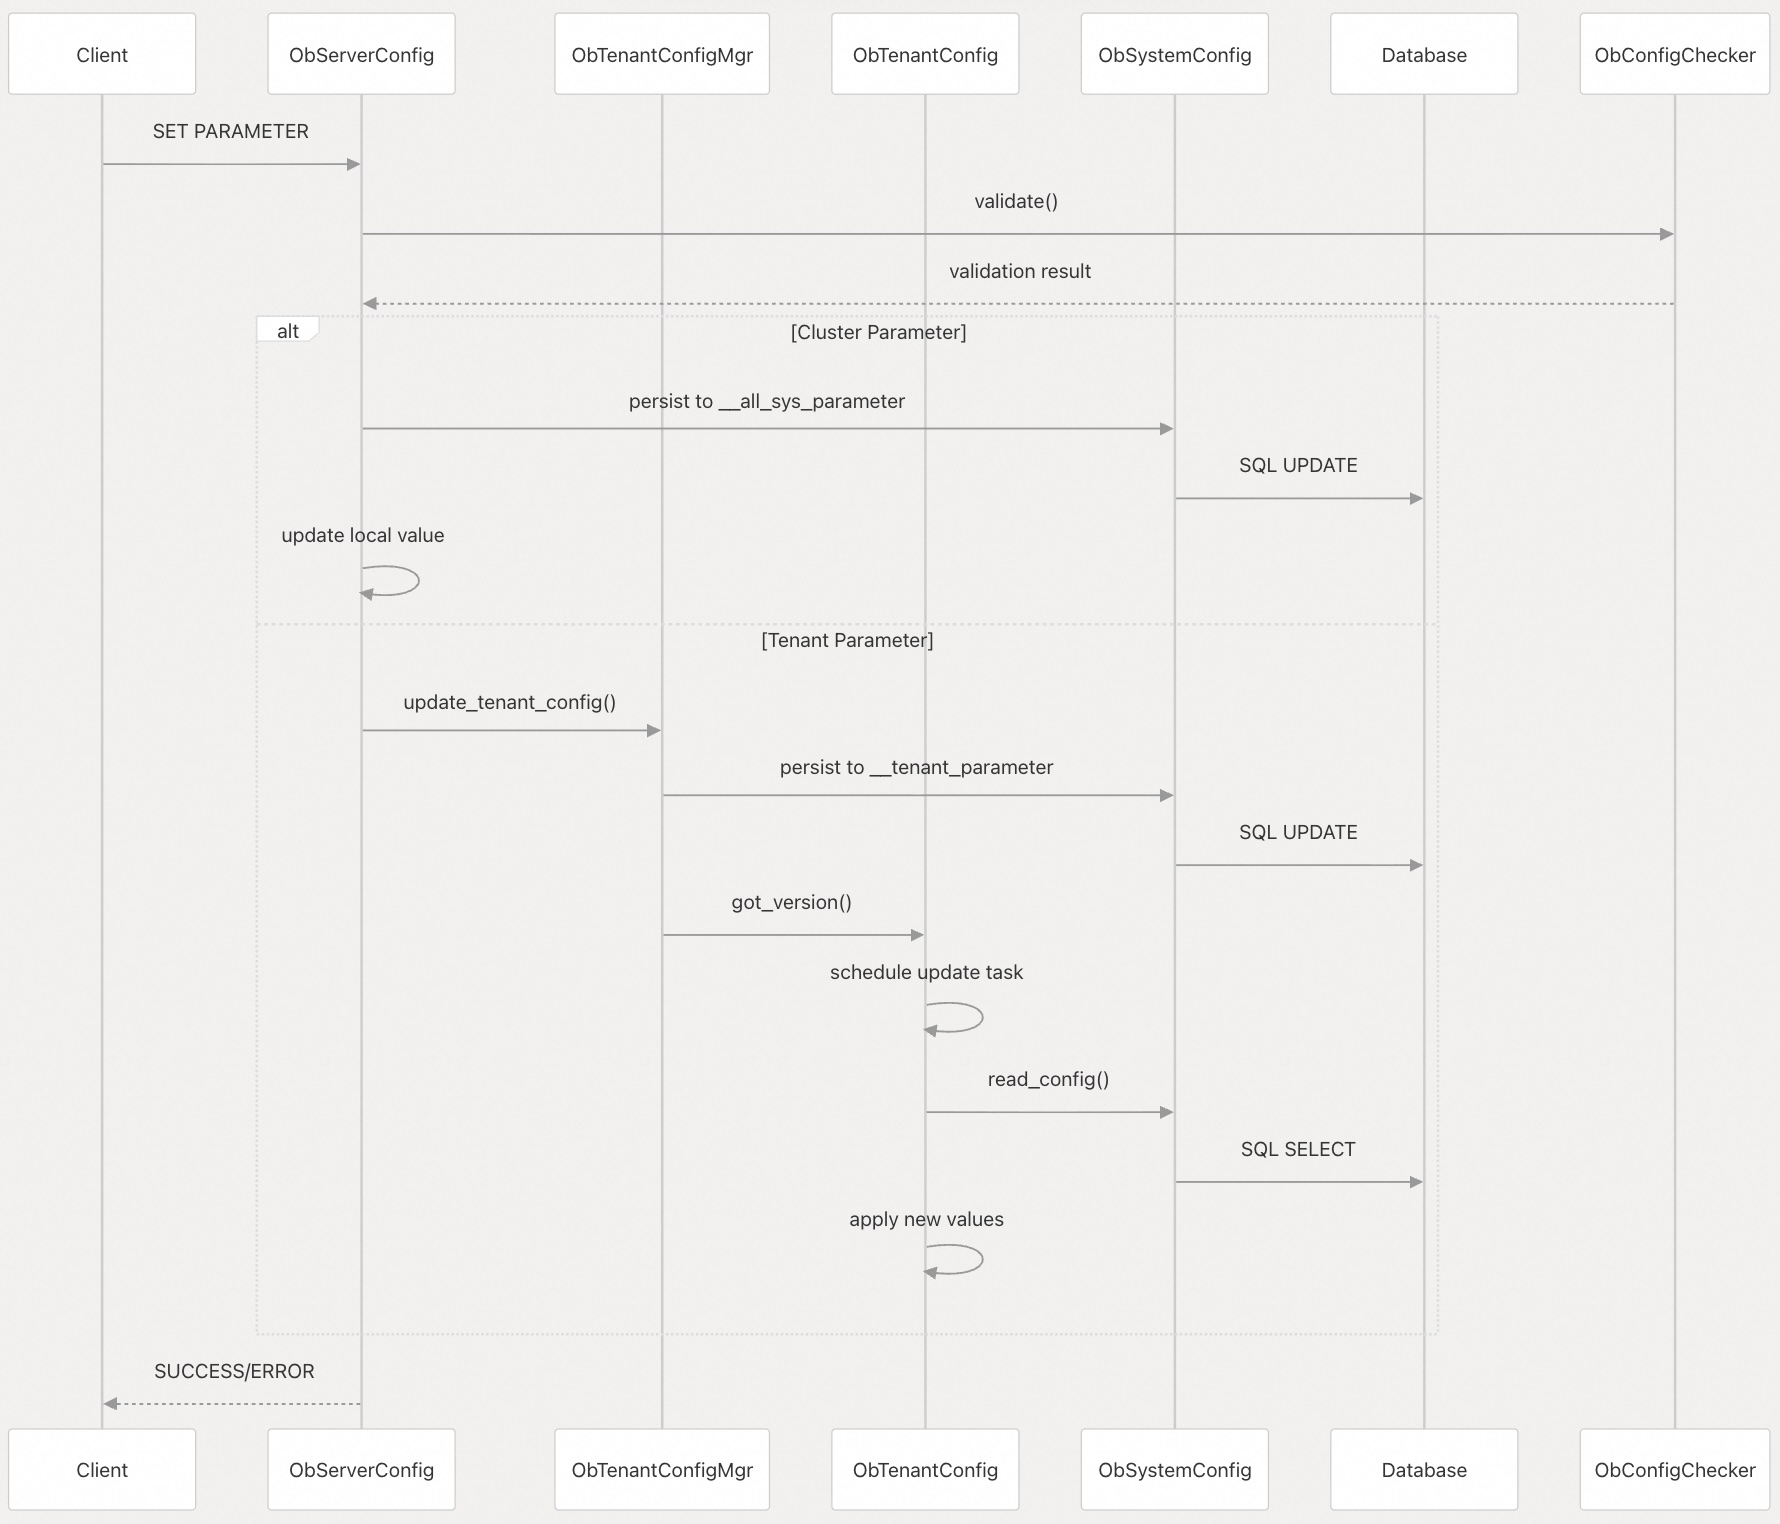 Client
ObServerConfig
ObTenantConfigMgr
ObTenantConfig
ObSystemConfig
Database
ObConfigChecker
SET PARAMETER
validate()
validation result
alt
[Cluster Parameter]
persist to __all_sys_parameter
SQL UPDATE
update local value
[Tenant Parameter]
update_tenant_config()
persist to __tenant_parameter
SQL UPDATE
got_version()
schedule update task
read_config()
SQL SELECT
apply new values
SUCCESS/ERROR
Client
ObServerConfig
ObTenantConfigMgr
ObTenantConfig
ObSystemConfig
Database
ObConfigChecker